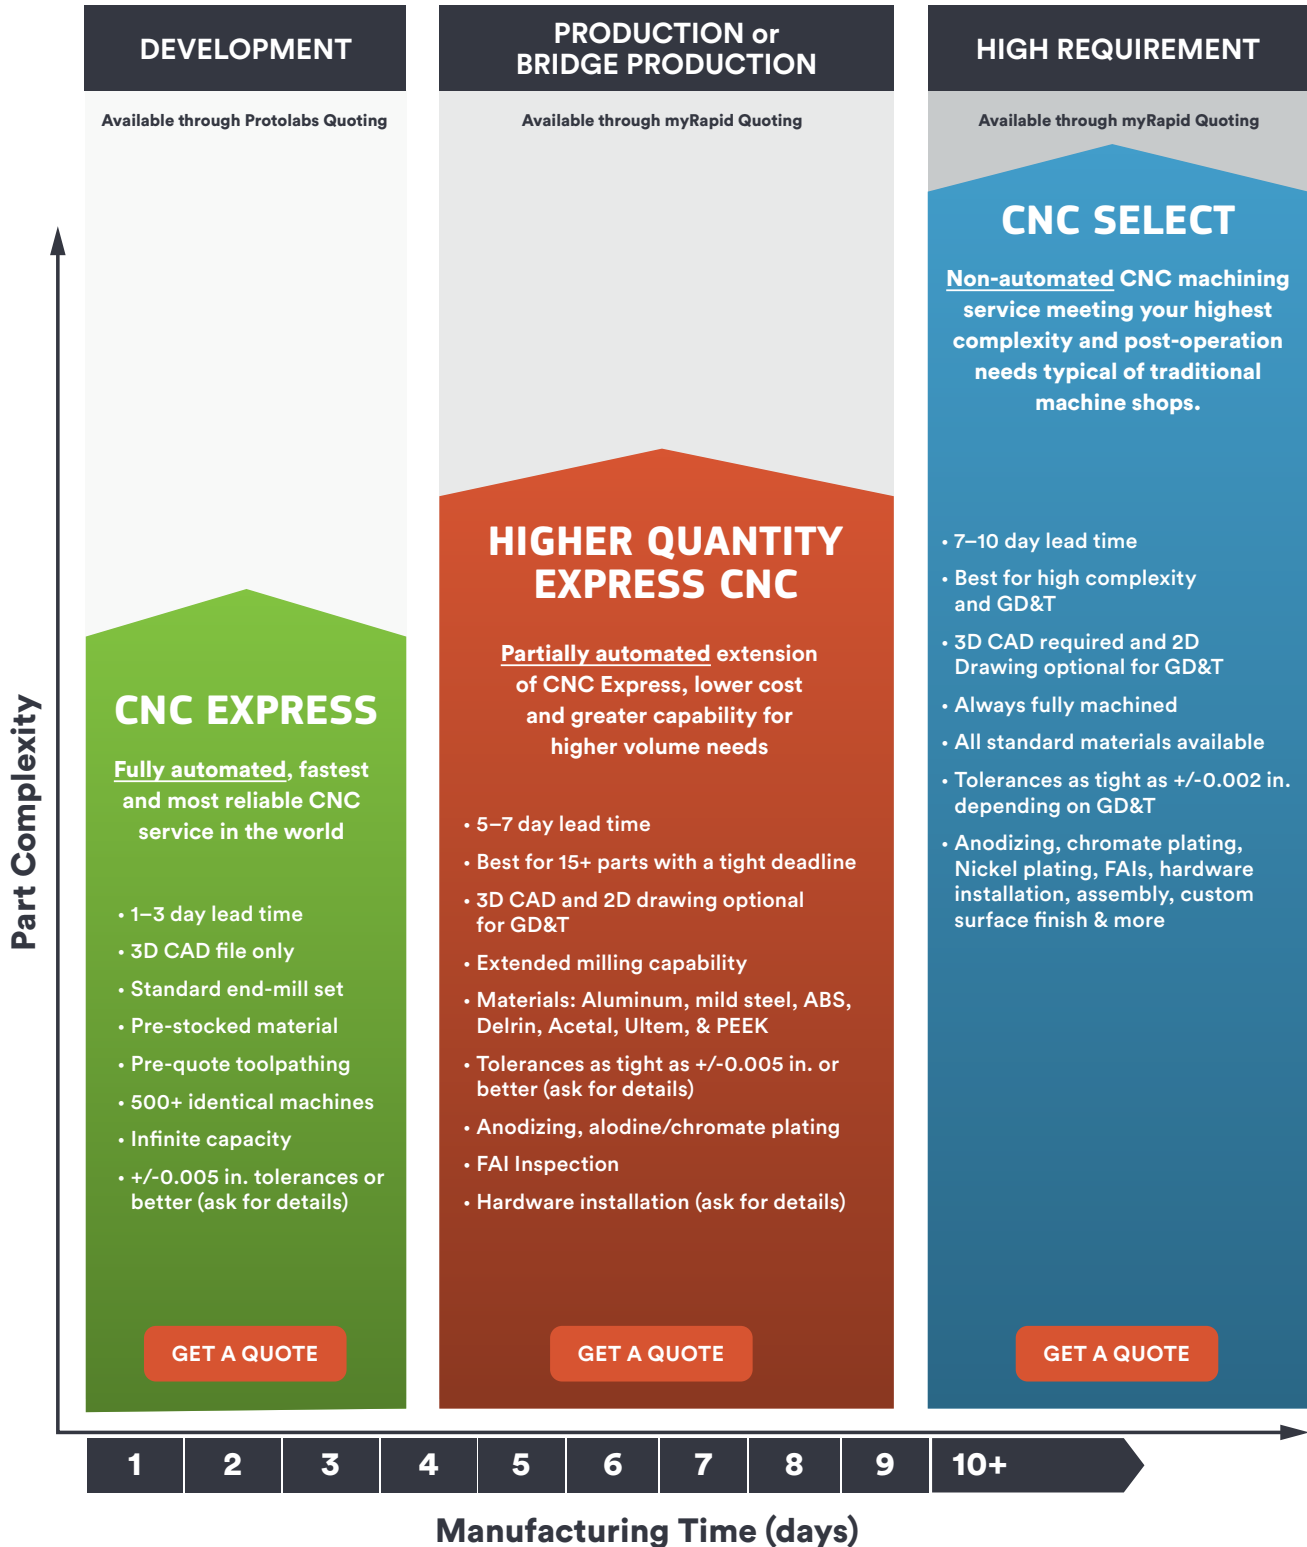 DEVELOPMENT
Available through Protolabs Quoting
CNC EXPRESS
Fully automated, fastest
and most reliable CNC
service in the world
• 1–3 day lead time
• 3D CAD file only
• Standard end-mill set
• Pre-stocked material
• Pre-quote toolpathing
• 500+ identical machines
• Infinite capacity
• +/-0.005 in. tolerances or
better (ask for details)
GET A QUOTE
PRODUCTION or
BRIDGE PRODUCTION
Available through myRapid Quoting
HIGHER QUANTITY
EXPRESS CNC
Partially automated extension
of CNC Express, lower cost
and greater capability for
higher volume needs
• 5–7 day lead time
• Best for 15+ parts with a tight deadline
• 3D CAD and 2D drawing optional
for GD&T
• Extended milling capability
• Materials: Aluminum, mild steel, ABS,
Delrin, Acetal, Ultem, & PEEK
• Tolerances as tight as +/-0.005 in. or
better (ask for details)
• Anodizing, alodine/chromate plating
• FAI Inspection
• Hardware installation (ask for details)
GET A QUOTE
HIGH REQUIREMENT
Available through myRapid Quoting
CNC SELECT
Non-automated CNC machining
service meeting your highest
complexity and post-operation
needs typical of traditional
machine shops.
• 7–10 day lead time
• Best for high complexity
and GD&T
• 3D CAD required and 2D
Drawing optional for GD&T
• Always fully machined
• All standard materials available
• Tolerances as tight as +/-0.002 in.
depending on GD&T
• Anodizing, chromate plating,
Nickel plating, FAIs, hardware
installation, assembly, custom
surface finish & more
GET A QUOTE
Part Complexity
1 2 3 4 5 6 7 8 9 10+
Manufacturing Time (days)